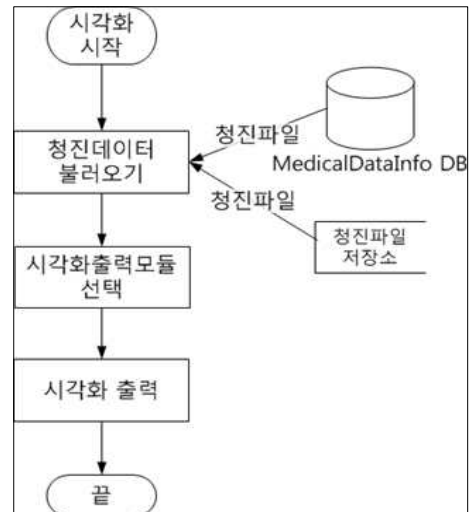 시각화
시작
청진파일
청진데이터
불러오기
MedicalDataInfo DB
청진파일
청진파일
저장소
시각화출력모듈
선택
시각화 출력
끝